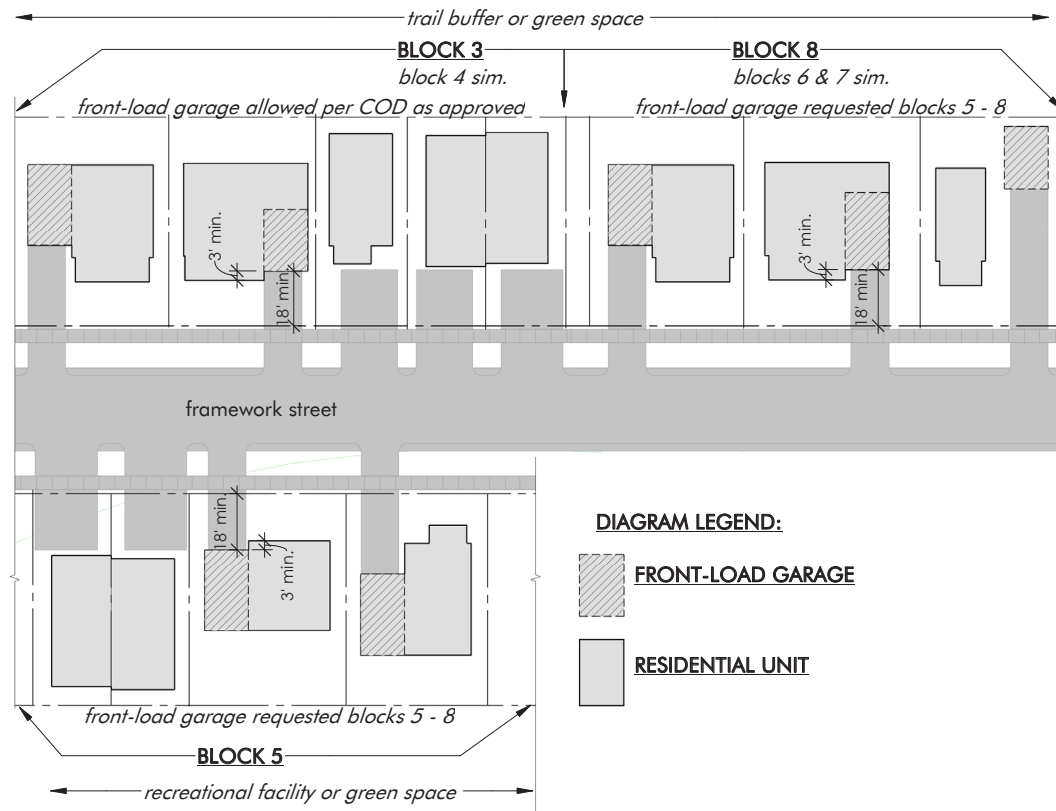 trail buffer or green space
BLOCK 3
block 4 sim.
front-load garage allowed per COD as approved
BLOCK 8
blocks 6 & 7 sim.
front-load garage requested blocks 5 - 8
3' min.
18' min.
3' min.
18' min.
framework street
18' min.
3' min.
DIAGRAM LEGEND:
FRONT-LOAD GARAGE
RESIDENTIAL UNIT
front-load garage requested blocks 5 - 8
BLOCK 5
recreational facility or green space